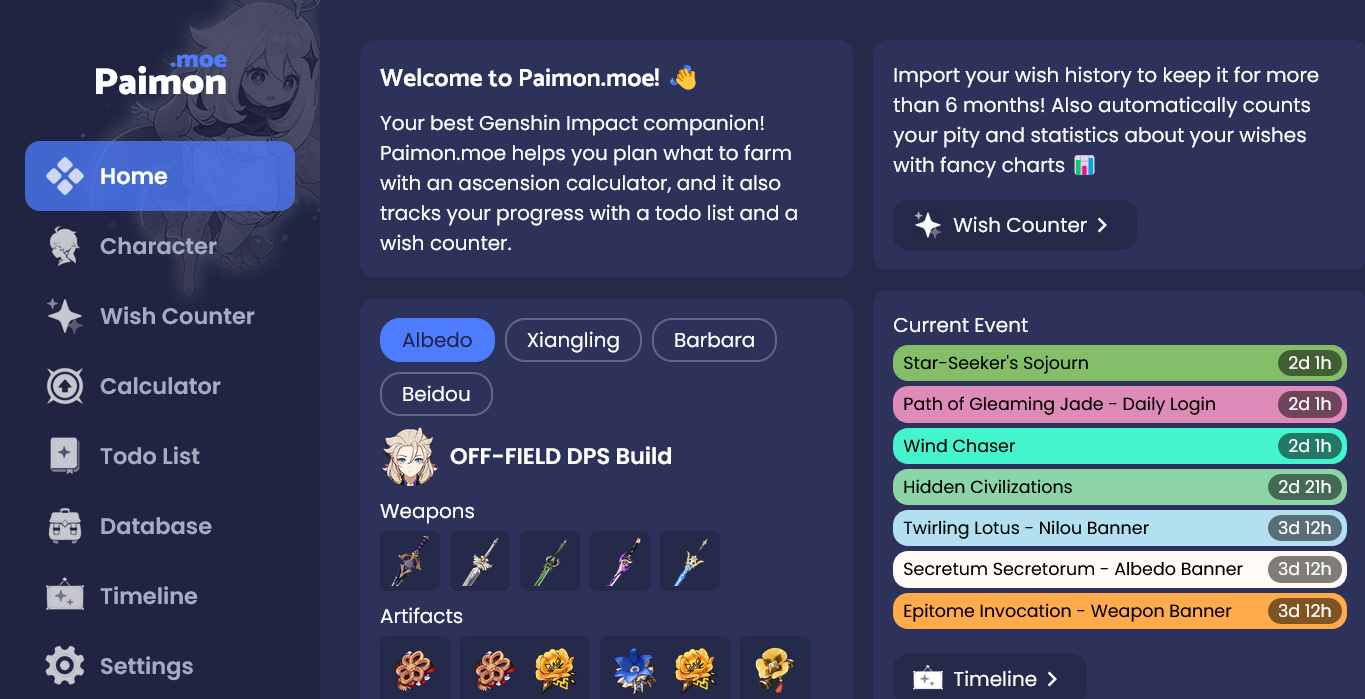 .moe
Paimon
Home
Character
Wish Counter
Calculator
Todo List
Database
Timeline
Settings
Welcome to Paimon.moe! 👋
Your best Genshin Impact companion!
Paimon.moe helps you plan what to farm
with an ascension calculator, and it also
tracks your progress with a todo list and a
wish counter.
Albedo
Xiangling
Barbara
Beidou
OFF-FIELD DPS Build
Weapons
Artifacts
Import your wish history to keep it for more
than 6 months! Also automatically counts
your pity and statistics about your wishes
with fancy charts 📊
Wish Counter
Current Event
Star-Seeker's Sojourn 2d 1h
Path of Gleaming Jade - Daily Login 2d 1h
Wind Chaser 2d 1h
Hidden Civilizations 2d 21h
Twirling Lotus - Nilou Banner 3d 12h
Secretum Secretorum - Albedo Banner 3d 12h
Epitome Invocation - Weapon Banner 3d 12h
Timeline